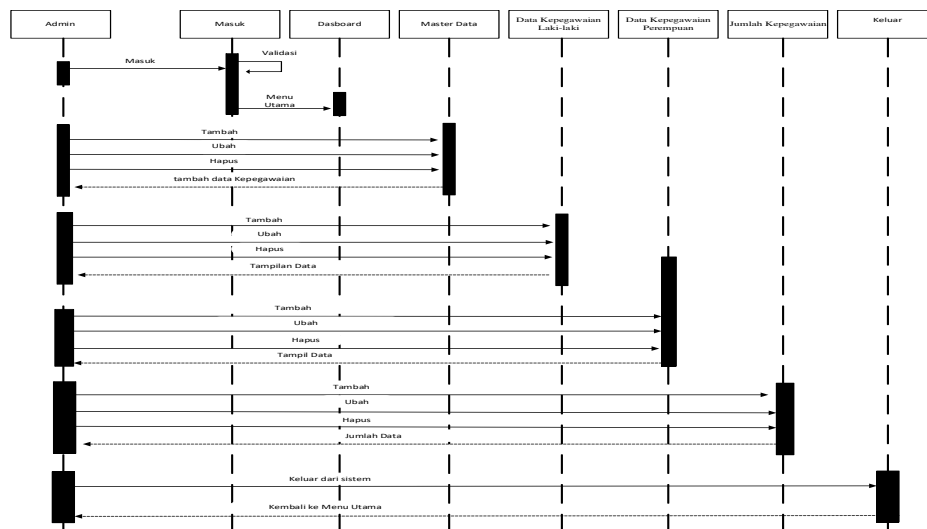 Admin
Masuk
Dasboard
Master Data
Data Kepegawaian
Laki-laki
Data Kepegawaian
Perempuan
Jumlah Kepegawaian
Keluar
Validasi
Masuk
Menu
Utama
Tambah
Ubah
Hapus
tambah data Kepegawaian
Tambah
Ubah
Hapus
Tampilan Data
Tambah
Ubah
Hapus
Tampil Data
Tambah
Ubah
Hapus
Jumlah Data
Keluar dari sistem
Kembali ke Menu Utama